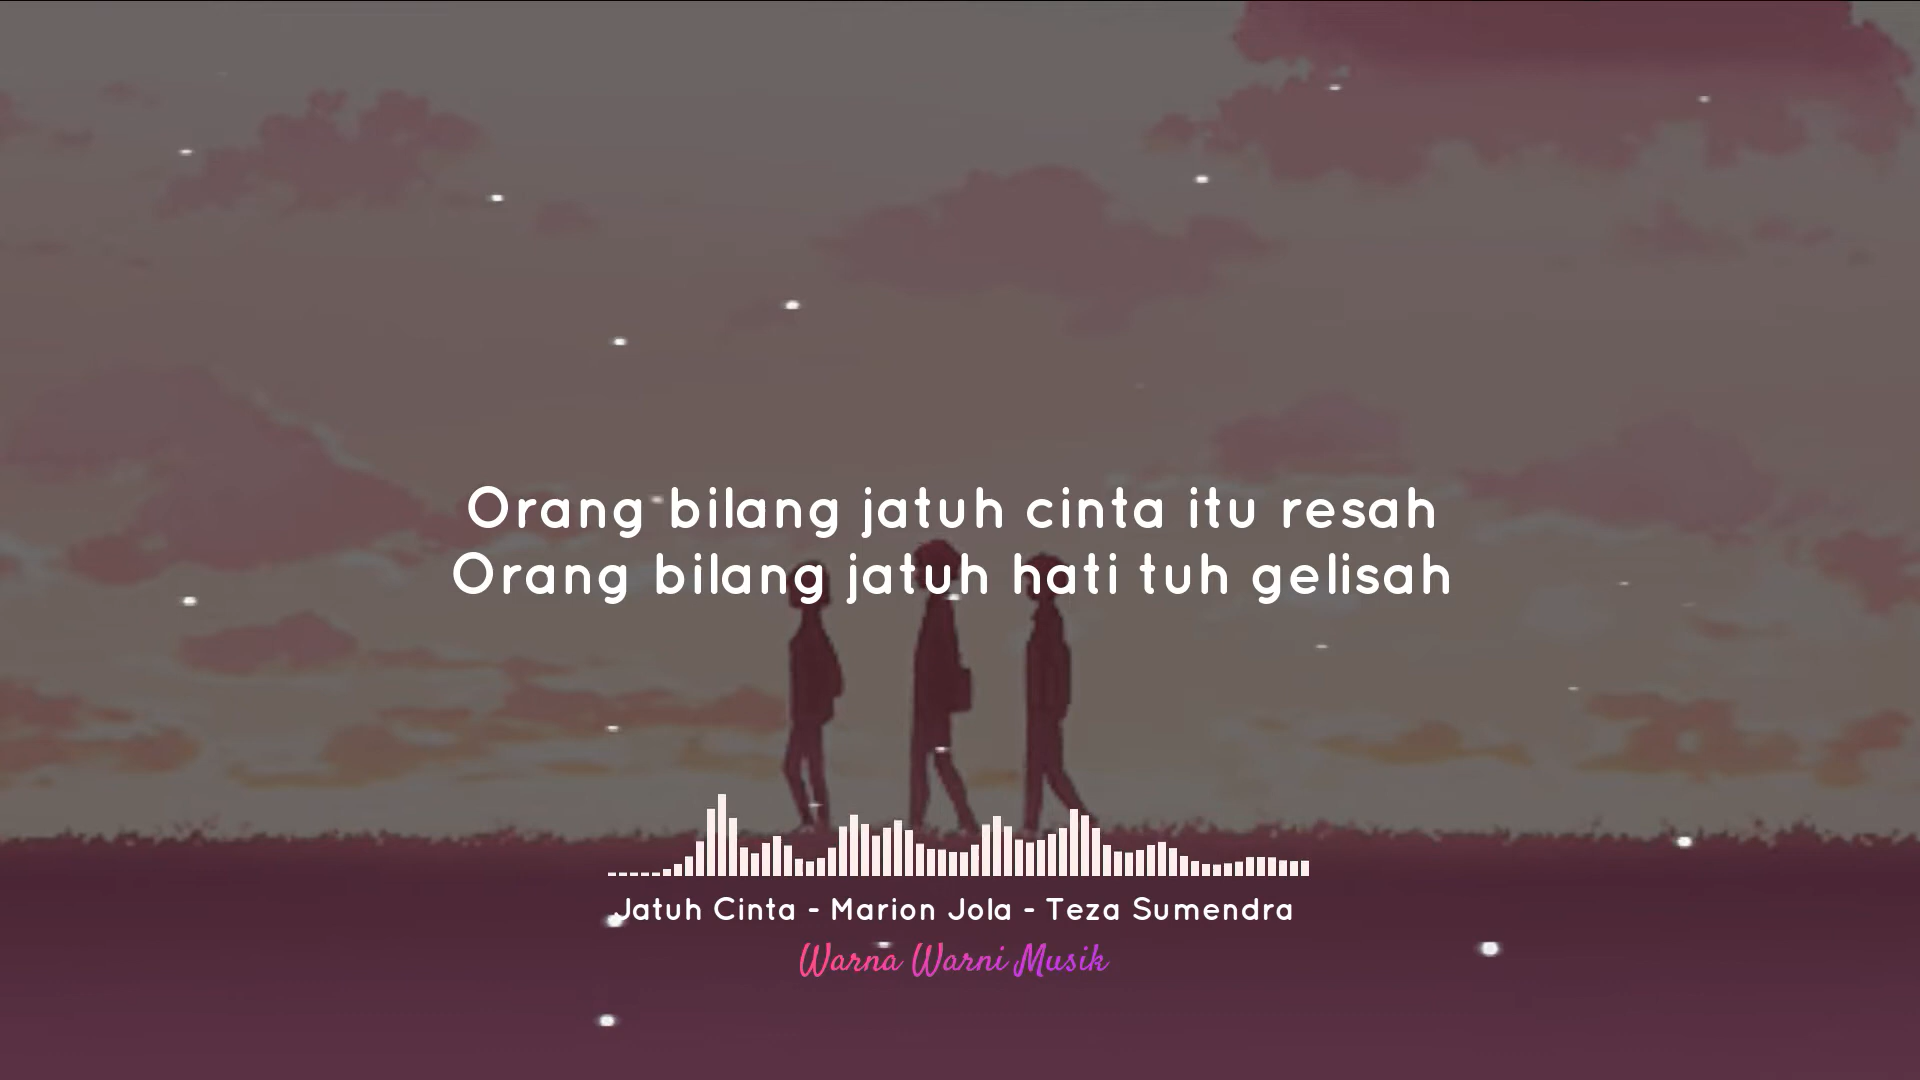 Orang bilang jatuh cinta itu resah
Orang bilang jatuh hati tuh gelisah
Jatuh Cinta - Marion Jola - Teza Sumendra
Warna Warni Musik